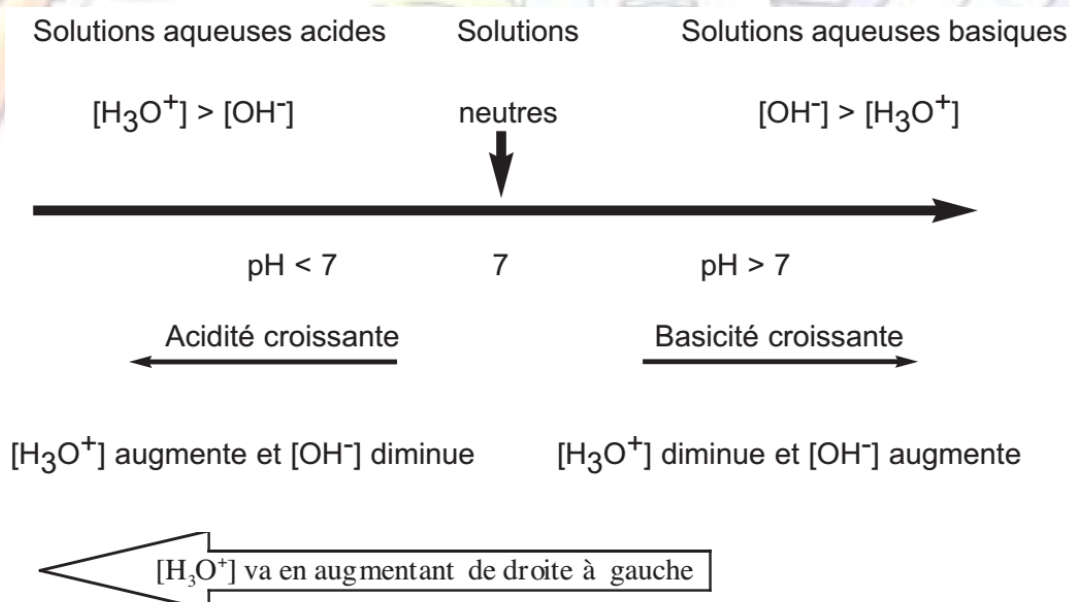 Solutions aqueuses acides Solutions Solutions aqueuses basiques
[H3O+] > [OH-] neutres [OH-] > [H3O+]
pH < 7 7 pH > 7
Acidité croissante Basicité croissante
[H3O+] augmente et [OH-] diminue [H3O+] diminue et [OH-] augmente
[H3O+] va en augmentant de droite à gauche